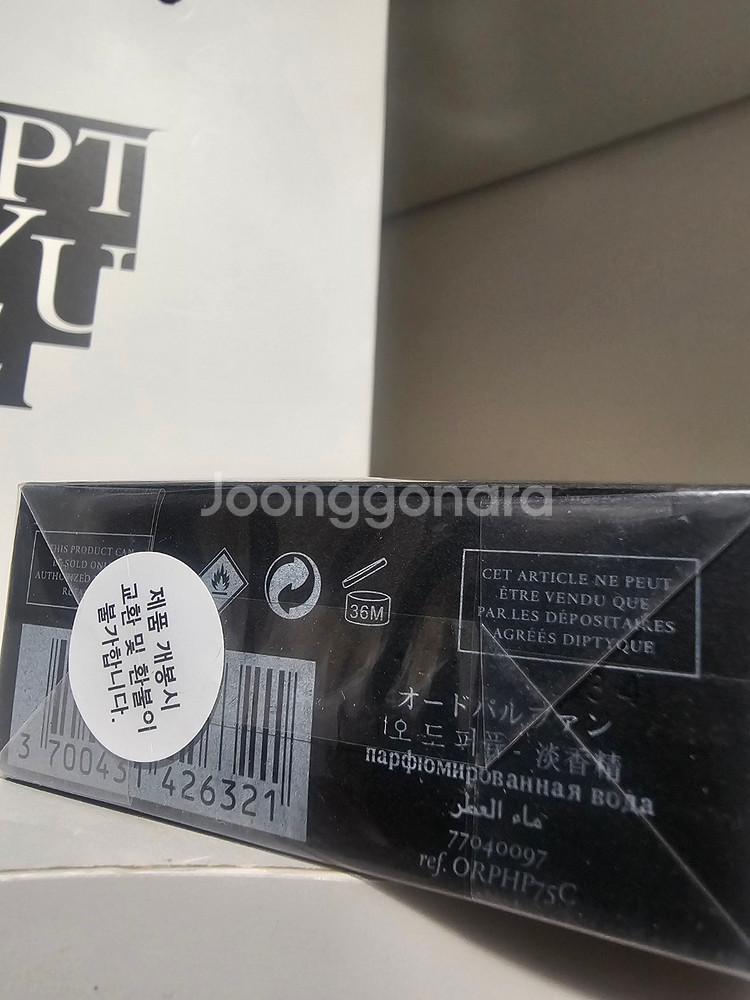 PT
YU
Joonggonara
THIS PRODUCT CAN
BE SOLD ONLY
AUTHORIZED
제품 개봉시
교환 및 환불이
불가합니다.
36M
CET ARTICLE NE PEUT
ÊTRE VENDU QUE
PAR LES DÉPOSITAIRES
AGRÉÉS DIPTYQUE
3 700431 426321
オードパルファン
오 드 퍼퓸 - 淡香精
парфюмированная вода
ماء العطر
77040097
ref. ORPHP75C